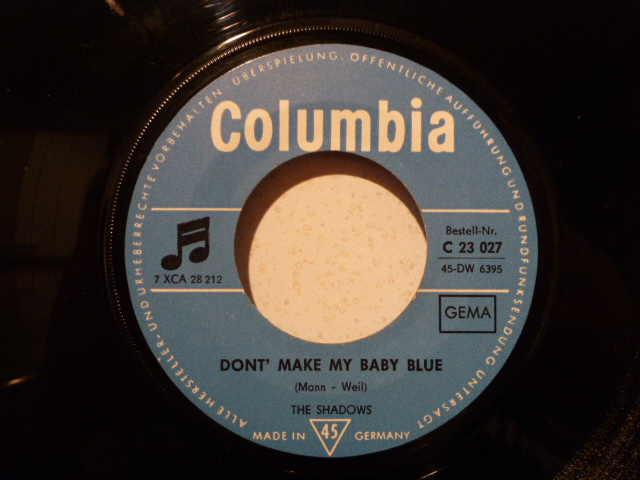 ALLE HERSTELLER- UND URHEBERRECHTE VORBEHALTEN · ÜBERSPIELUNG, ÖFFENTLICHE AUFFÜHRUNG UND RUNDFUNKSENDUNG UNTERSAGT
Columbia
Bestell-Nr.
C 23 027
7 XCA 28 212
45-DW 6395
GEMA
DONT' MAKE MY BABY BLUE
(Mann - Weil)
THE SHADOWS
MADE IN 45 GERMANY